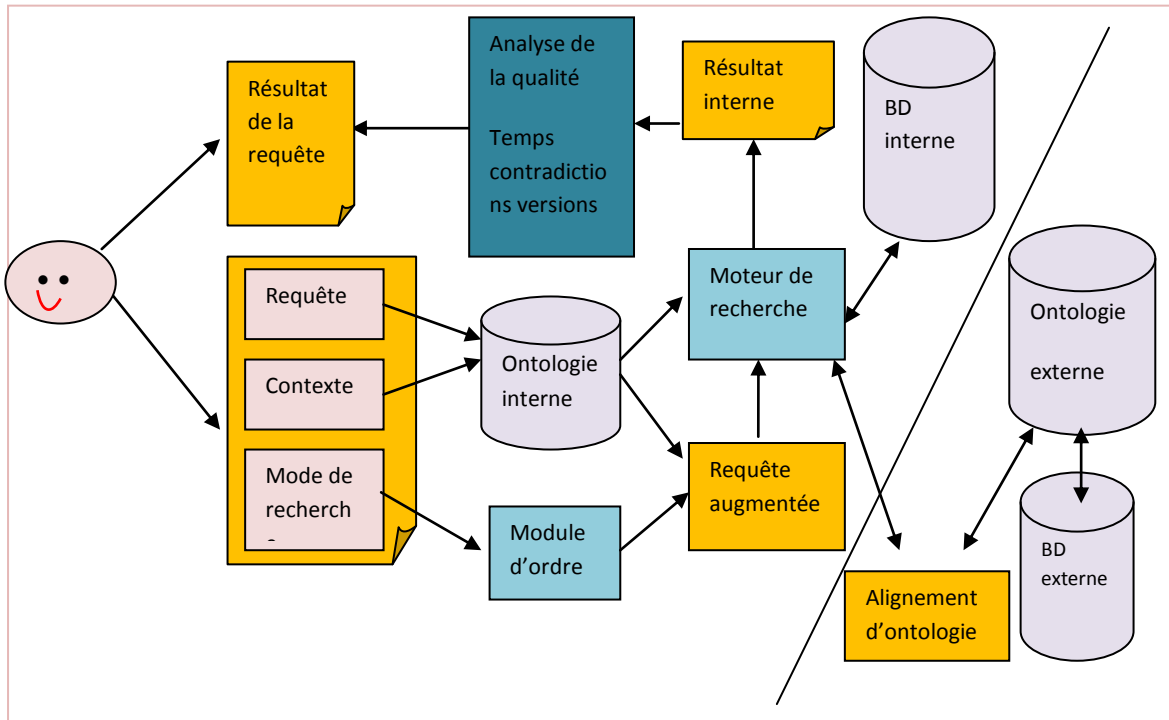 Résultat
de la
requête
Analyse de
la qualité
Temps
contradictio
ns versions
Résultat
interne
BD
interne
Requête
Contexte
Mode de
recherch
Ontologie
interne
Moteur de
recherche
Ontologie
externe
Module
d’ordre
Requête
augmentée
Alignement
d’ontologie
BD
externe